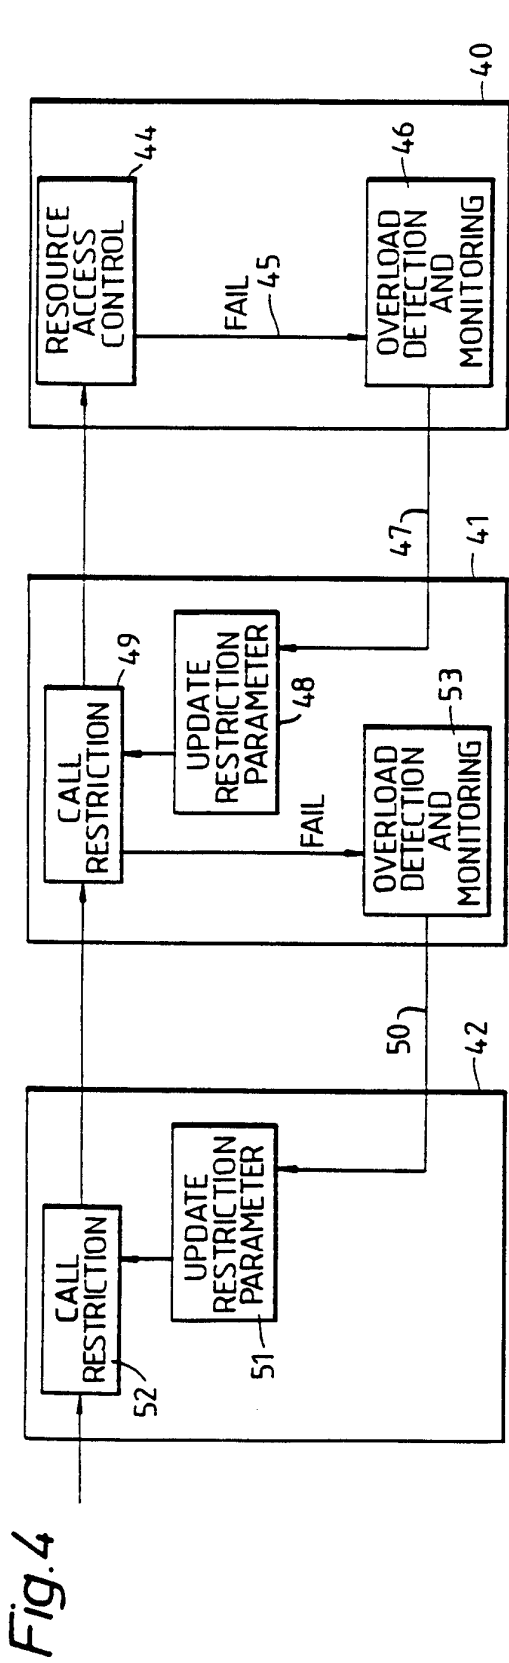 Fig.4
CALL
RESTRICTION
52
UPDATE
RESTRICTION
PARAMETER
51
42
50
CALL
RESTRICTION
49
UPDATE
RESTRICTION
PARAMETER
48
FAIL
OVERLOAD
DETECTION
AND
MONITORING
53
41
47
RESOURCE
ACCESS
CONTROL
44
FAIL
45
OVERLOAD
DETECTION
AND
MONITORING
46
40